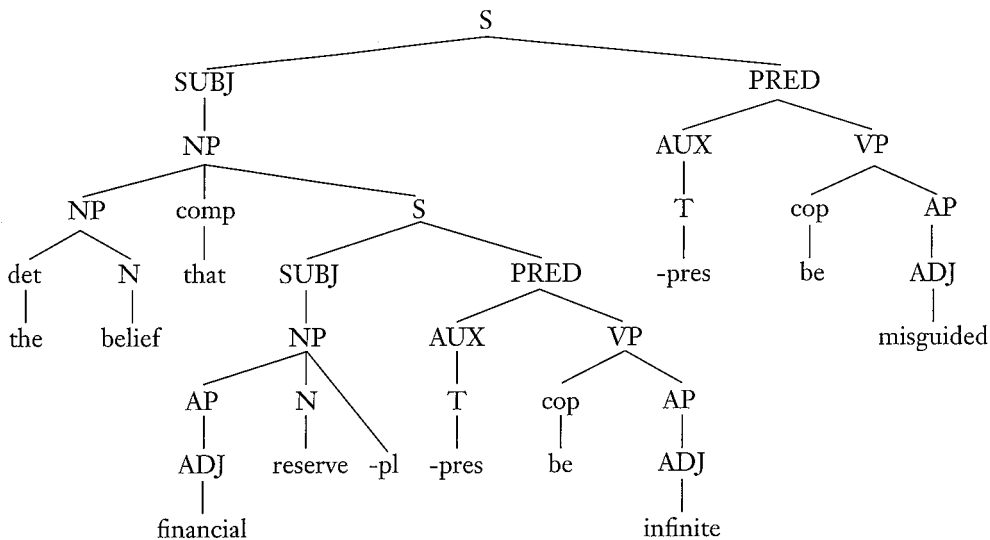 S
SUBJ PRED
NP AUX VP
NP comp S T cop AP
det N that SUBJ PRED -pres be ADJ
the belief NP AUX VP misguided
AP N T cop AP
ADJ reserve -pl -pres be ADJ
financial infinite